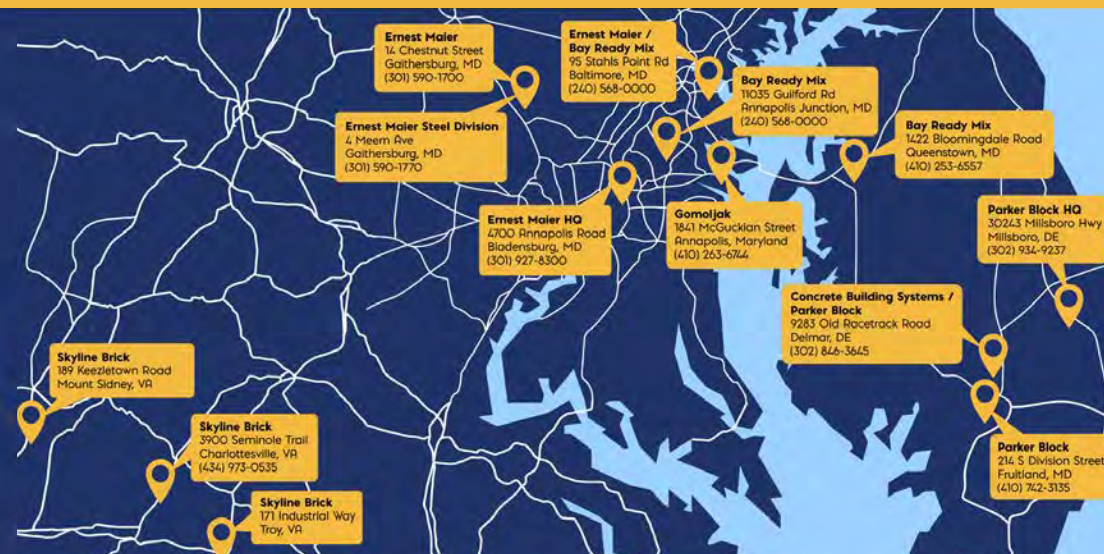 Ernest Maier
14 Chestnut Street
Gaithersburg, MD
(301) 590-1700
Ernest Maier /
Bay Ready Mix
95 Stahls Point Rd
Baltimore, MD
(240) 568-0000
Bay Ready Mix
11035 Guilford Rd
Annapolis Junction, MD
(240) 568-0000
Ernest Maier Steel Division
4 Meem Ave
Gaithersburg, MD
(301) 590-1770
Bay Ready Mix
1422 Bloomingdale Road
Queenstown, MD
(410) 253-6557
Ernest Maier HQ
4700 Annapolis Road
Bladensburg, MD
(301) 927-8300
Gomoljak
1841 McGuckian Street
Annapolis, Maryland
(410) 263-6744
Parker Block HQ
30243 Millsboro Hwy
Millsboro, DE
(302) 934-9237
Concrete Building Systems /
Parker Block
9283 Old Racetrack Road
Delmar, DE
(302) 846-3645
Skyline Brick
189 Keezletown Road
Mount Sidney, VA
Skyline Brick
3900 Seminole Trail
Charlottesville, VA
(434) 973-0535
Parker Block
214 S Division Street
Fruitland, MD
(410) 742-3135
Skyline Brick
171 Industrial Way
Troy, VA